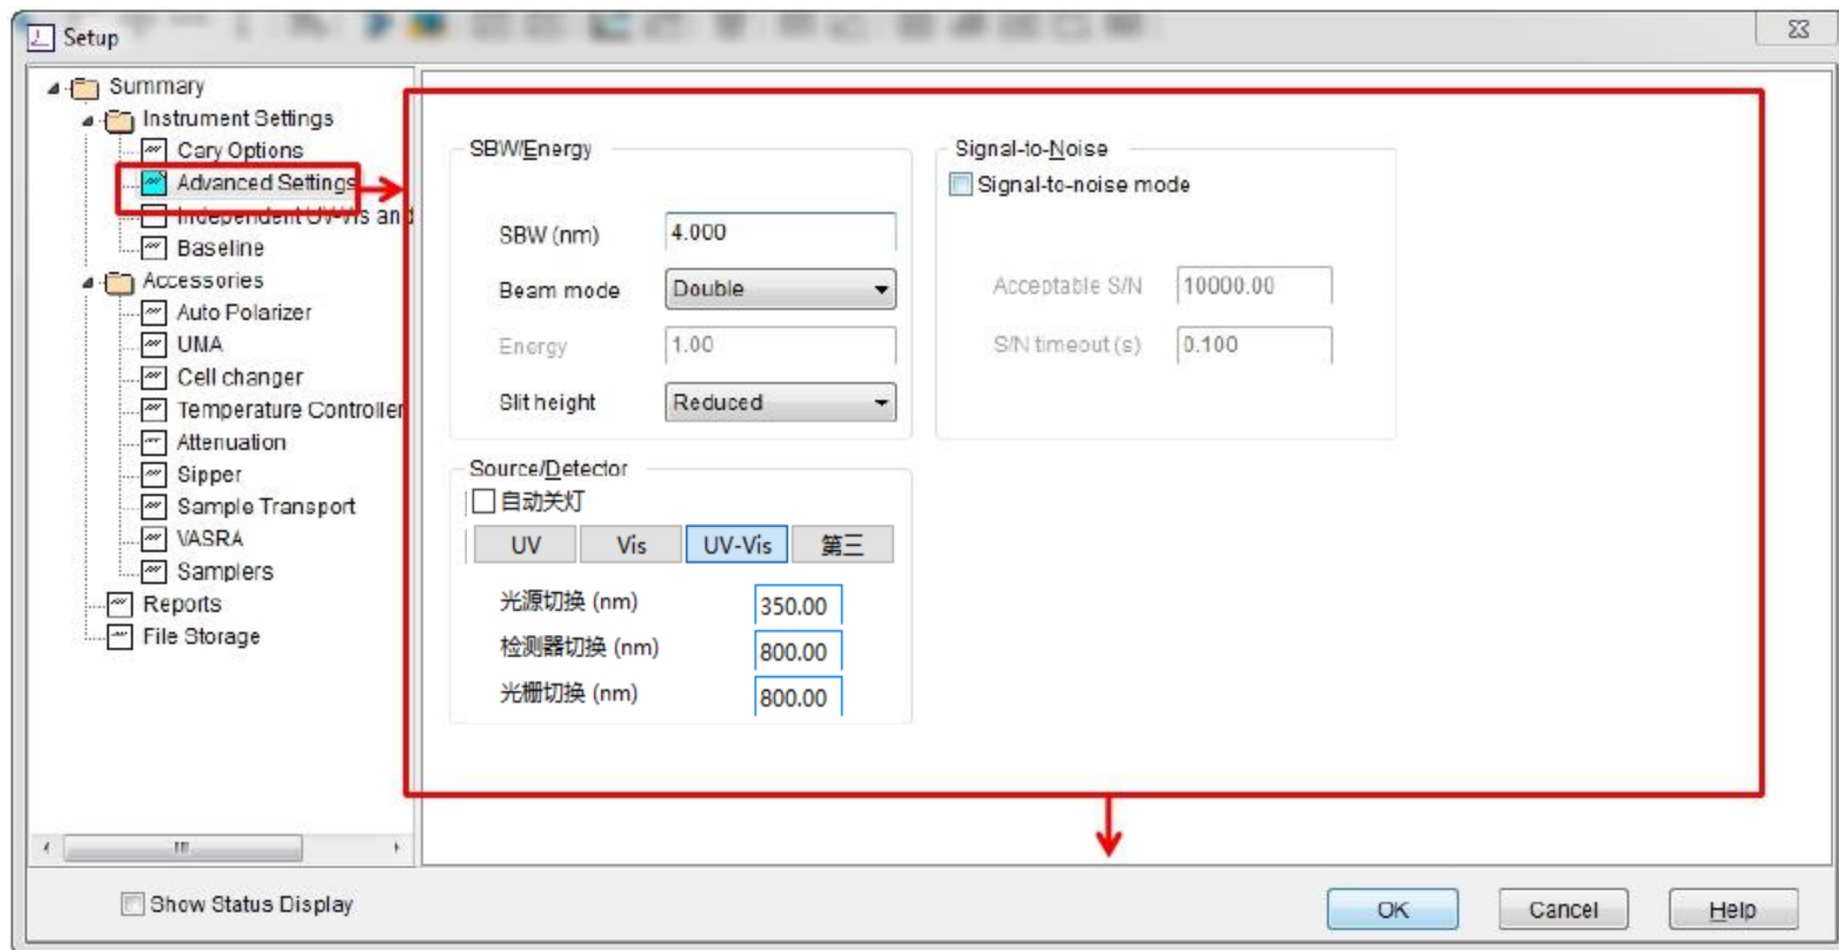 Setup
Summary
Instrument Settings
Cary Options
Advanced Settings
Independent UV-Vis and
Baseline
Accessories
Auto Polarizer
UMA
Cell changer
Temperature Controller
Attenuation
Sipper
Sample Transport
VASRA
Samplers
Reports
File Storage
SBW/Energy
SBW (nm) 4.000
Beam mode Double
Energy 1.00
Slit height Reduced
Signal-to-Noise
Signal-to-noise mode
Acceptable S/N 10000.00
S/N timeout (s) 0.100
Source/Detector
自动关灯
UV Vis UV-Vis 第三
光源切换 (nm) 350.00
检测器切换 (nm) 800.00
光栅切换 (nm) 800.00
Show Status Display
OK Cancel Help